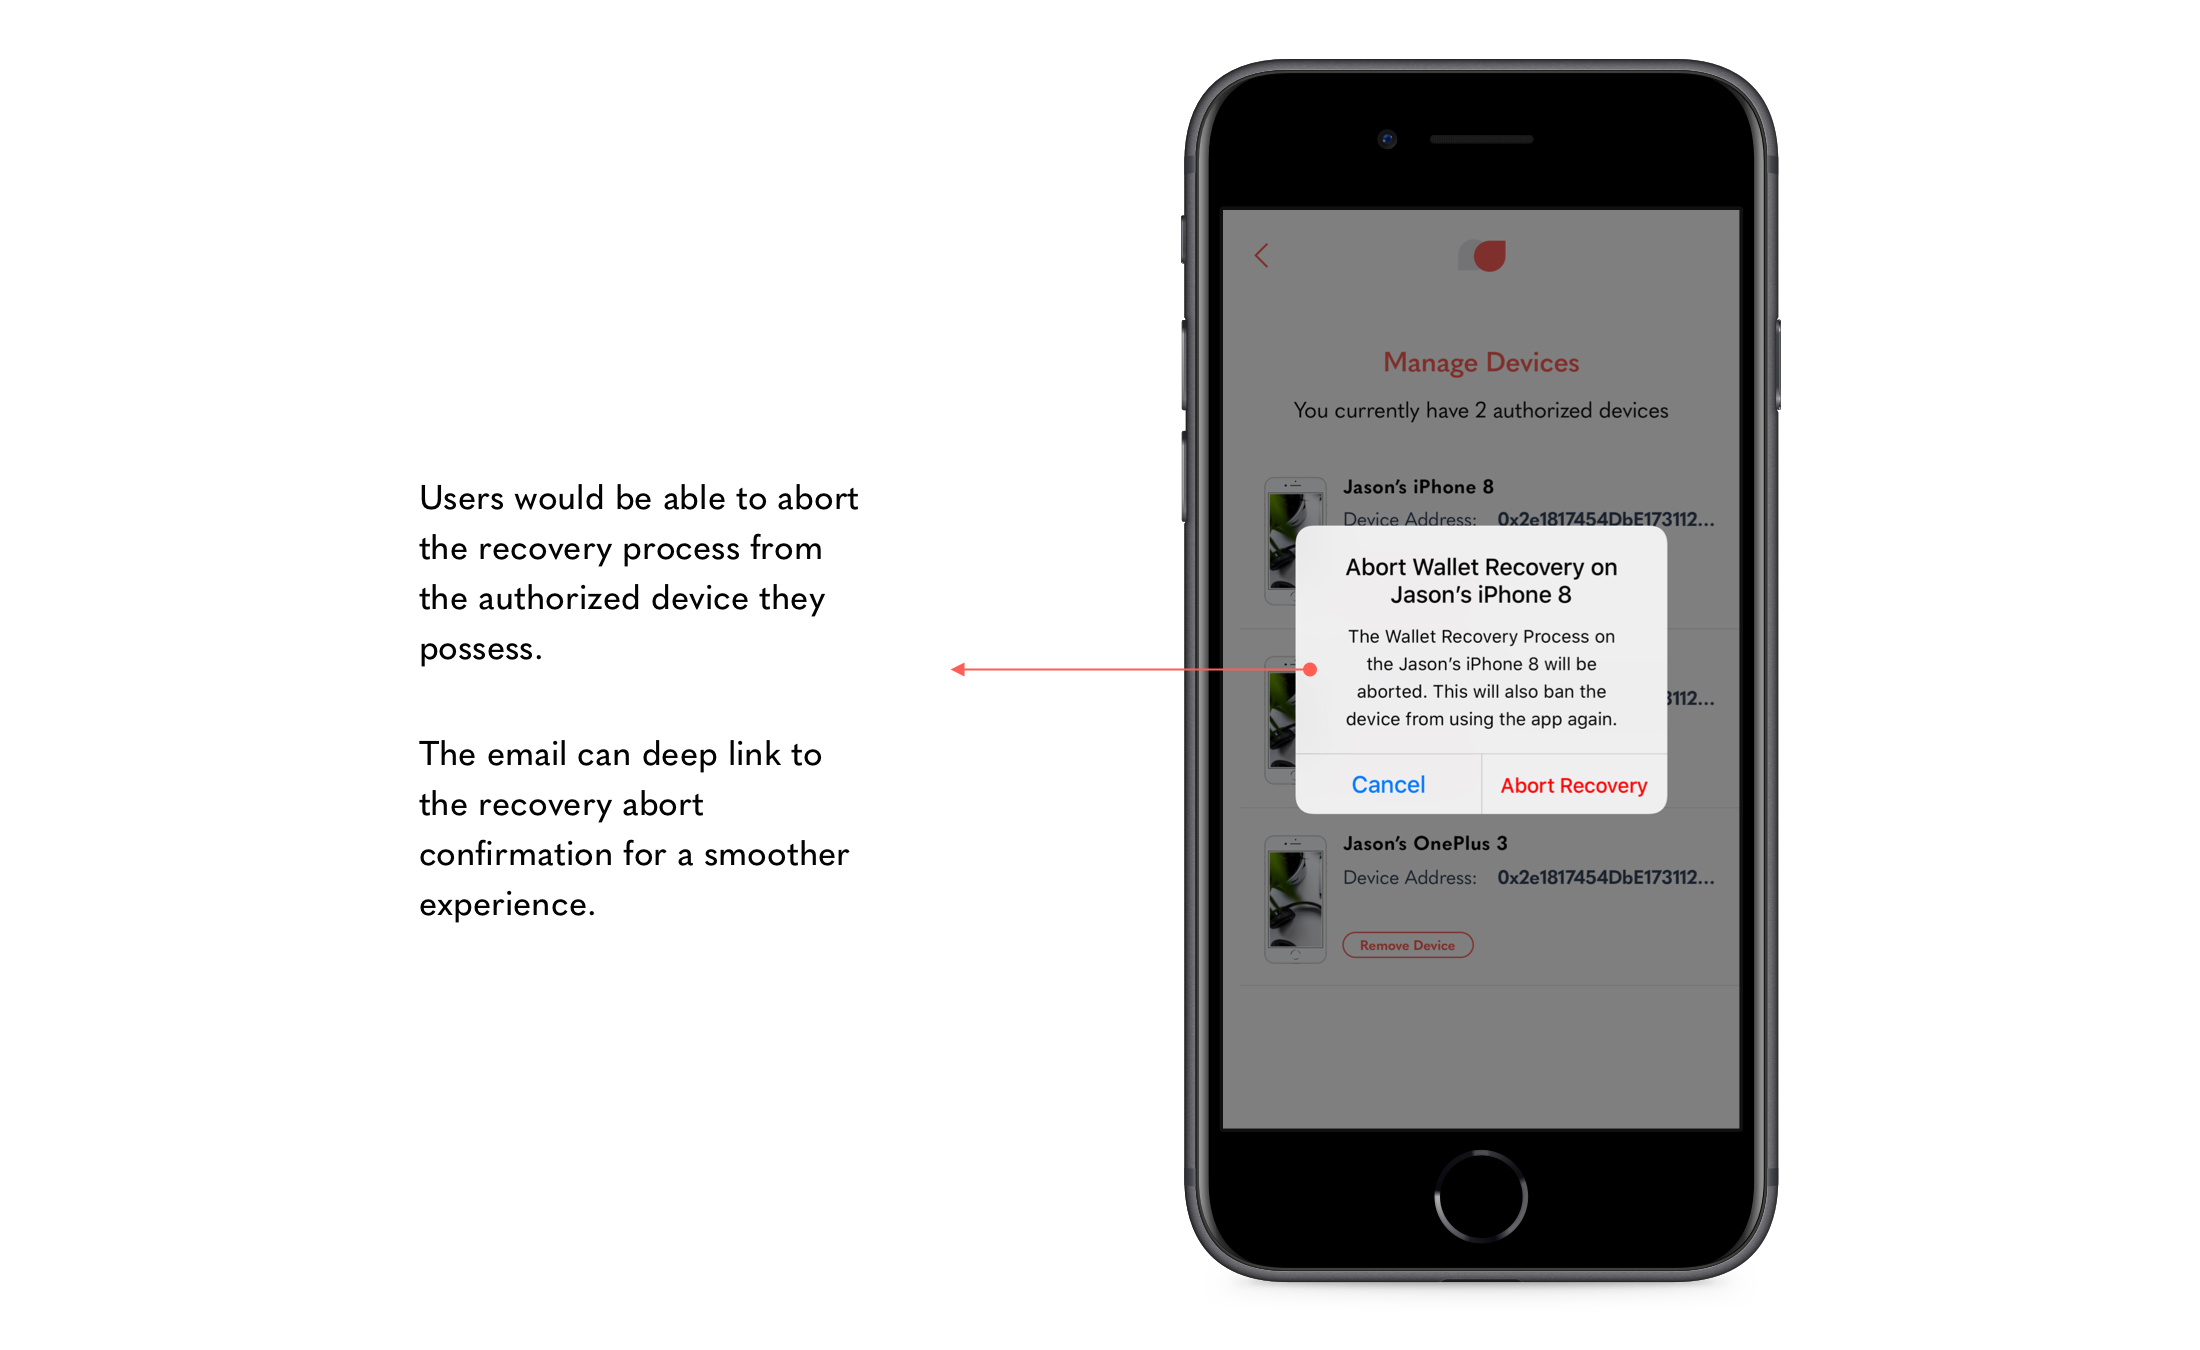 Users would be able to abort
the recovery process from
the authorized device they
possess.
The email can deep link to
the recovery abort
confirmation for a smoother
experience.
Manage Devices
You currently have 2 authorized devices
Jason's iPhone 8
Device Address: 0x2e1817454DbE173112...
Abort Wallet Recovery on
Jason's iPhone 8
The Wallet Recovery Process on
the Jason's iPhone 8 will be
aborted. This will also ban the
device from using the app again.
3112...
Cancel
Abort Recovery
Jason's OnePlus 3
Device Address: 0x2e1817454DbE173112...
Remove Device